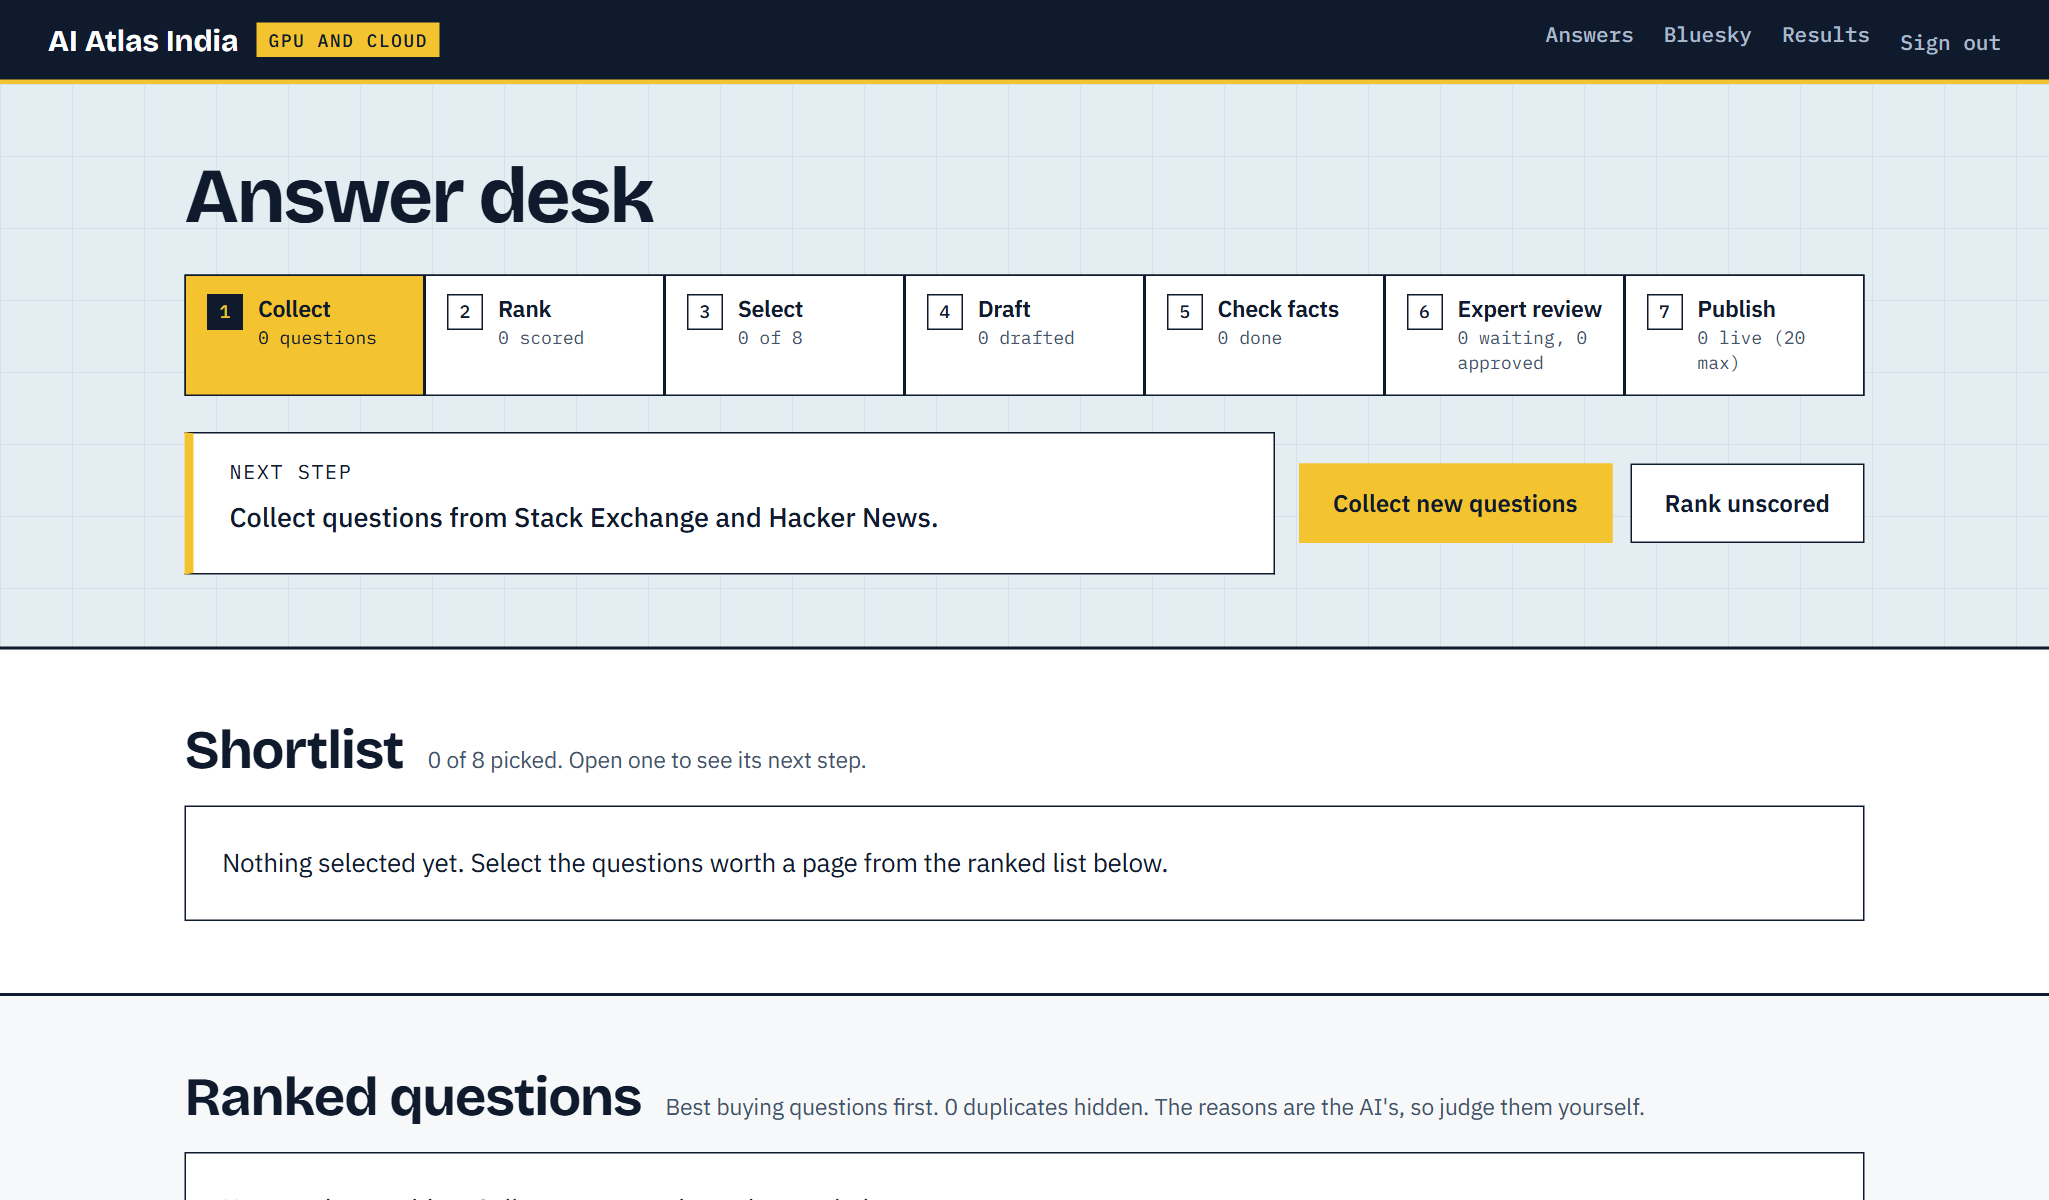 AI Atlas India
GPU AND CLOUD
Answers
Bluesky
Results
Sign out
Answer desk
1
Collect
0 questions
2
Rank
0 scored
3
Select
0 of 8
4
Draft
0 drafted
5
Check facts
0 done
6
Expert review
0 waiting, 0
approved
7
Publish
0 live (20
max)
NEXT STEP
Collect questions from Stack Exchange and Hacker News.
Collect new questions
Rank unscored
Shortlist
0 of 8 picked. Open one to see its next step.
Nothing selected yet. Select the questions worth a page from the ranked list below.
Ranked questions
Best buying questions first. 0 duplicates hidden. The reasons are the AI's, so judge them yourself.